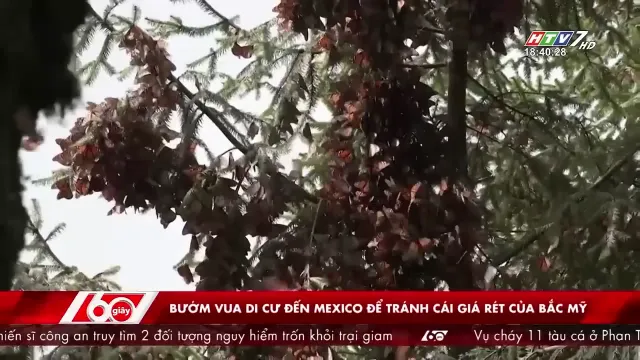 HTV7 HD
18:40:28
60 giây
BƯỚM VUA DI CƯ ĐẾN MEXICO ĐỂ TRÁNH CÁI GIÁ RÉT CỦA BẮC MỸ
hiến sĩ công an truy tìm 2 đối tượng nguy hiểm trốn khỏi trại giam 60 Vụ cháy 11 tàu cá ở Phan T